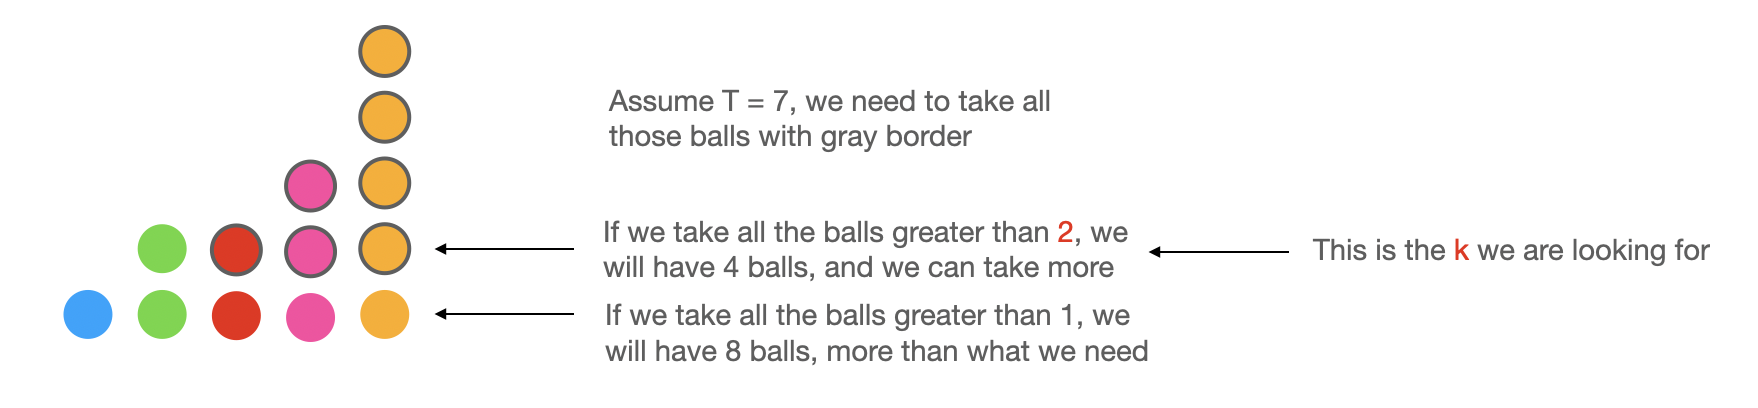 Assume T = 7, we need to take all
those balls with gray border
If we take all the balls greater than 2, we
will have 4 balls, and we can take more
This is the k we are looking for
If we take all the balls greater than 1, we
will have 8 balls, more than what we need